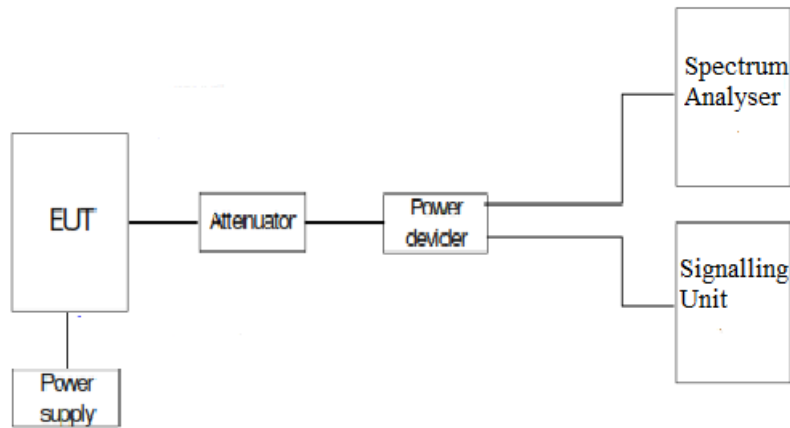 Spectrum
Analyser
EUT
Attenuator
Power
devider
Signalling
Unit
Power
supply